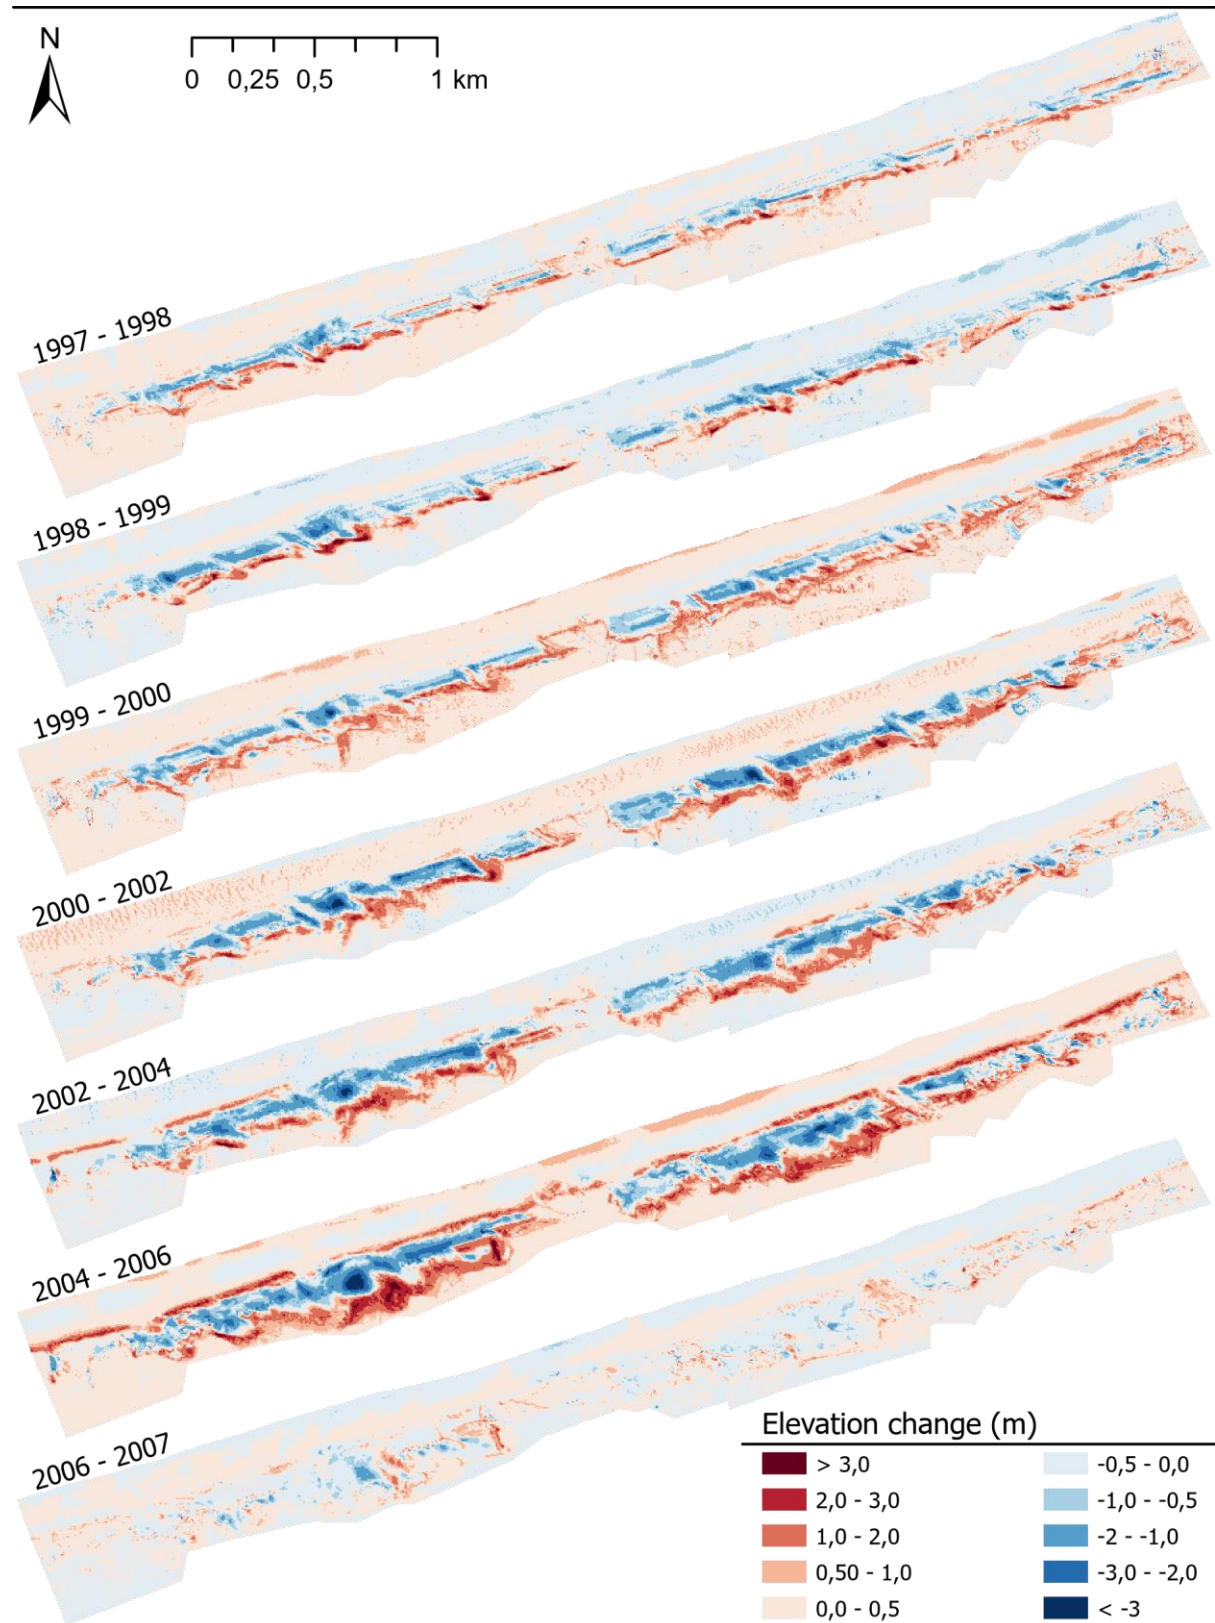 N
0 0,25 0,5 1 km
1997 - 1998
1998 - 1999
1999 - 2000
2000 - 2002
2002 - 2004
2004 - 2006
2006 - 2007
Elevation change (m)
> 3,0
2,0 - 3,0
1,0 - 2,0
0,50 - 1,0
0,0 - 0,5
-0,5 - 0,0
-1,0 - -0,5
-2 - -1,0
-3,0 - -2,0
< -3